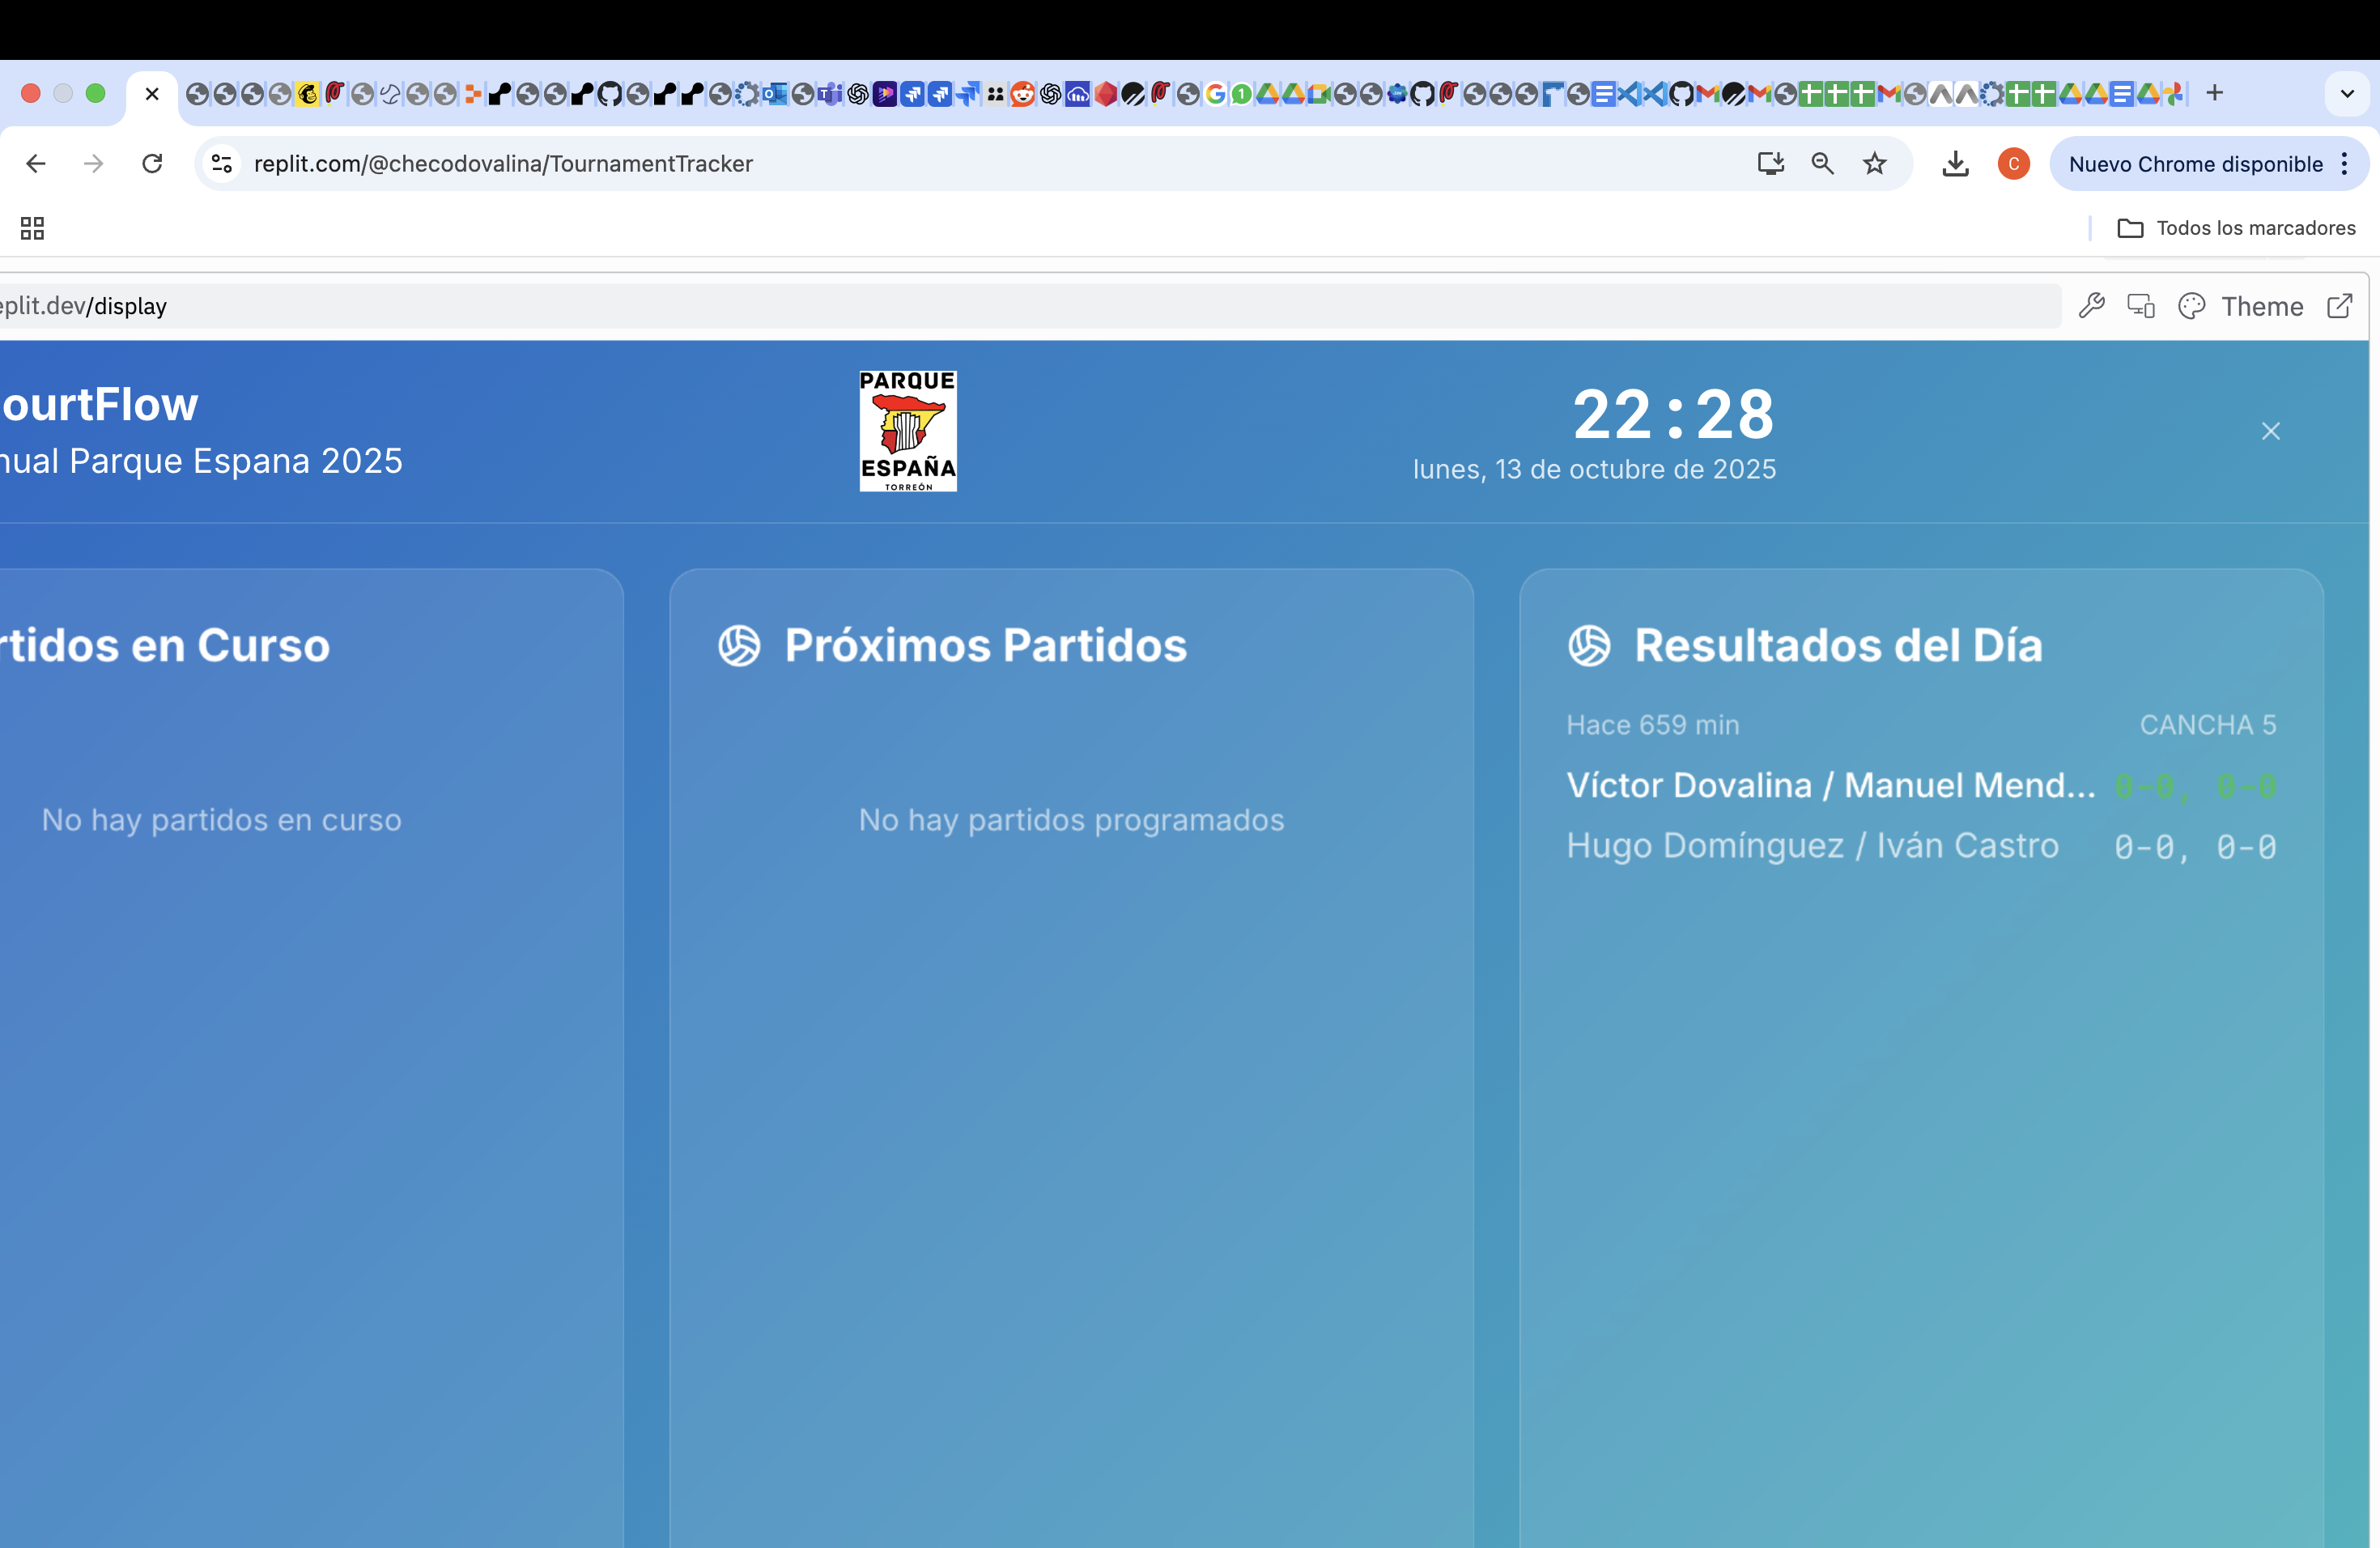 replit.com/@checodovalina/TournamentTracker
Nuevo Chrome disponible
C
Todos los marcadores
eplit.dev/display
Theme
ourtFlow
nual Parque Espana 2025
PARQUE
ESPAÑA
TORREÓN
22:28
lunes, 13 de octubre de 2025
rtidos en Curso
No hay partidos en curso
Próximos Partidos
No hay partidos programados
Resultados del Día
Hace 659 min
CANCHA 5
Víctor Dovalina / Manuel Mend... 0-0, 0-0
Hugo Domínguez / Iván Castro 0-0, 0-0